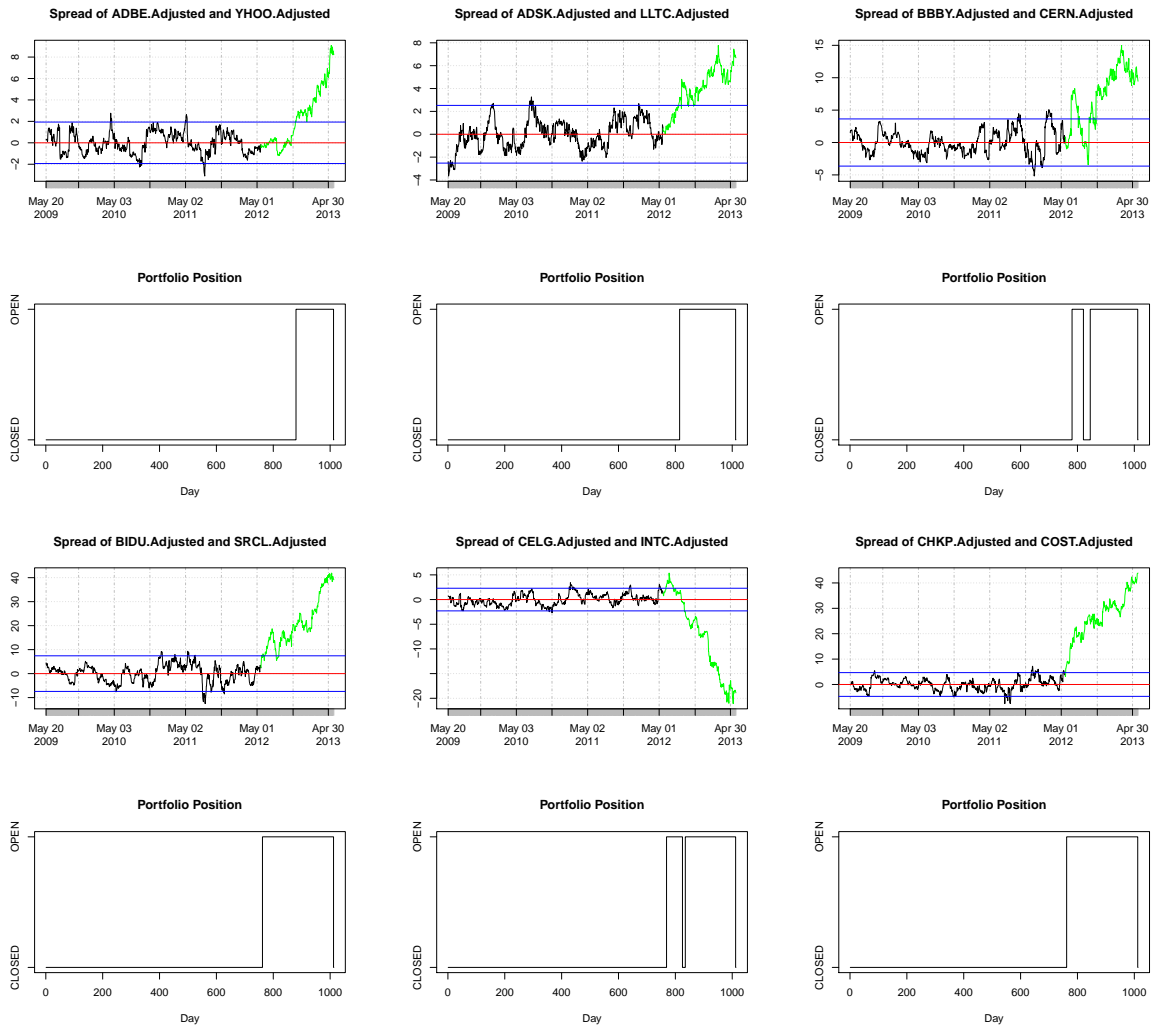 Spread of ADBE.Adjusted and YHOO.Adjusted
8
6
4
2
0
−2
May 20 2009
May 03 2010
May 02 2011
May 01 2012
Apr 30 2013
Spread of ADSK.Adjusted and LLTC.Adjusted
8
6
4
2
0
−2
−4
May 20 2009
May 03 2010
May 02 2011
May 01 2012
Apr 30 2013
Spread of BBBY.Adjusted and CERN.Adjusted
15
10
5
0
−5
May 20 2009
May 03 2010
May 02 2011
May 01 2012
Apr 30 2013
Portfolio Position
OPEN
CLOSED
0 200 400 600 800 1000
Day
Portfolio Position
OPEN
CLOSED
0 200 400 600 800 1000
Day
Portfolio Position
OPEN
CLOSED
0 200 400 600 800 1000
Day
Spread of BIDU.Adjusted and SRCL.Adjusted
40
30
20
10
0
−10
May 20 2009
May 03 2010
May 02 2011
May 01 2012
Apr 30 2013
Spread of CELG.Adjusted and INTC.Adjusted
5
0
−5
−10
−15
−20
May 20 2009
May 03 2010
May 02 2011
May 01 2012
Apr 30 2013
Spread of CHKP.Adjusted and COST.Adjusted
40
30
20
10
0
May 20 2009
May 03 2010
May 02 2011
May 01 2012
Apr 30 2013
Portfolio Position
OPEN
CLOSED
0 200 400 600 800 1000
Day
Portfolio Position
OPEN
CLOSED
0 200 400 600 800 1000
Day
Portfolio Position
OPEN
CLOSED
0 200 400 600 800 1000
Day